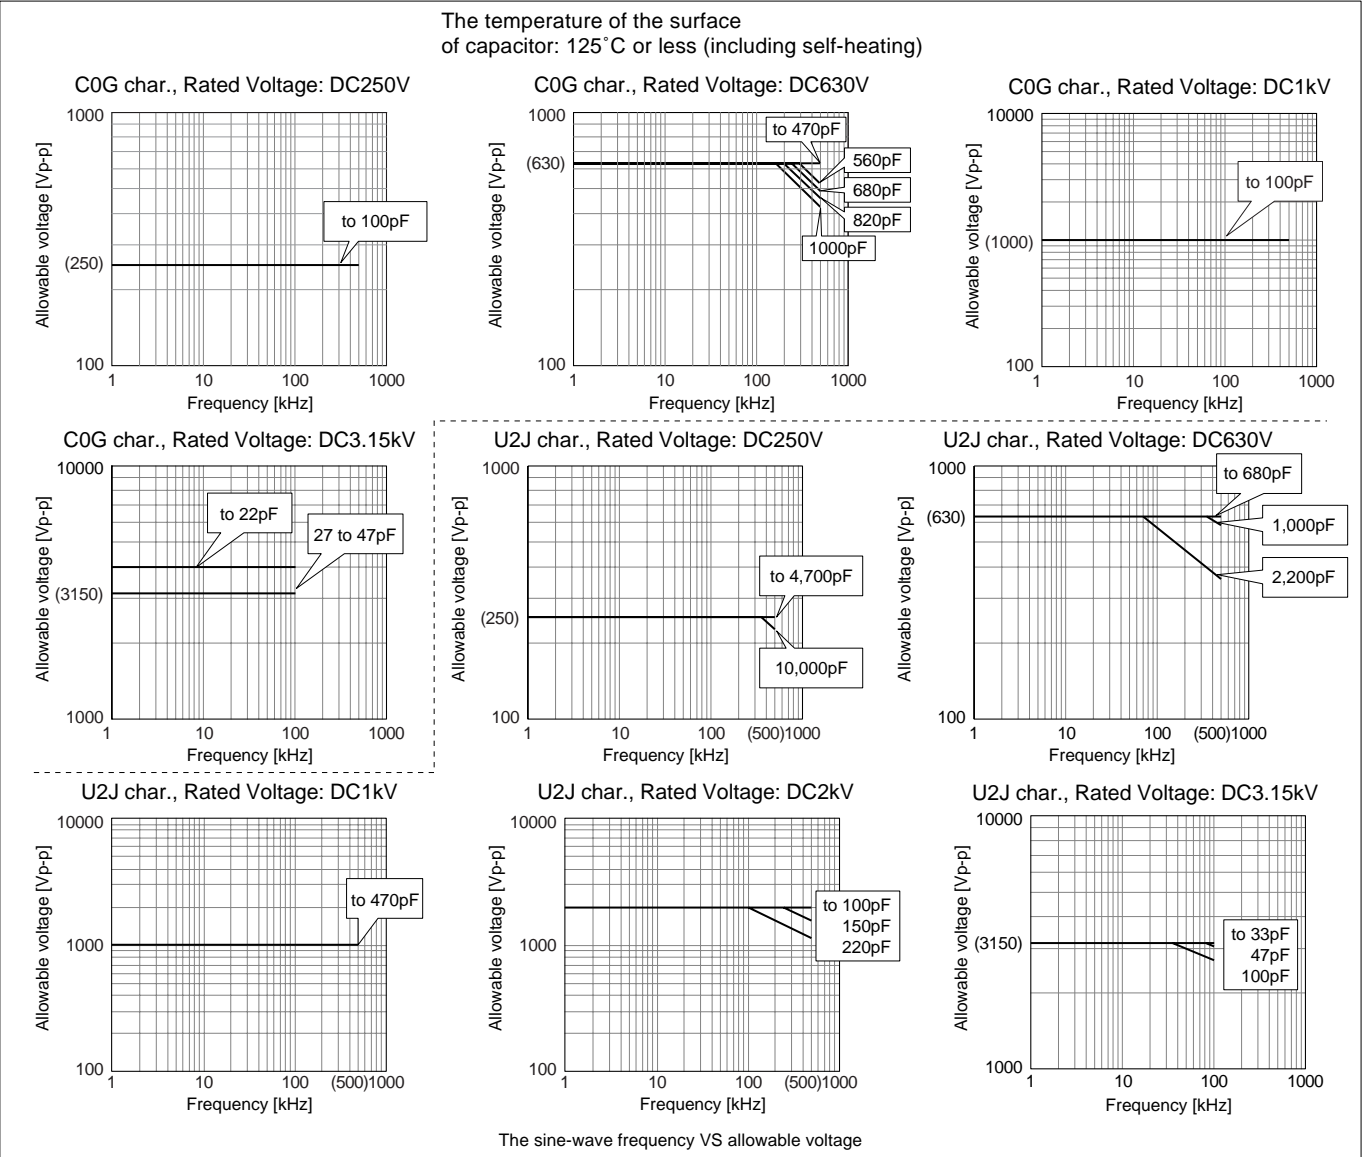 The temperature of the surface
of capacitor: 125˚C or less (including self-heating)
C0G char., Rated Voltage: DC250V
Allowable voltage [Vp-p]
1000
(250)
100
to 100pF
1 10 100 1000
Frequency [kHz]
C0G char., Rated Voltage: DC630V
Allowable voltage [Vp-p]
1000
(630)
100
to 470pF
560pF
680pF
820pF
1000pF
1 10 100 1000
Frequency [kHz]
C0G char., Rated Voltage: DC1kV
Allowable voltage [Vp-p]
10000
(1000)
100
to 100pF
1 10 100 1000
Frequency [kHz]
C0G char., Rated Voltage: DC3.15kV
Allowable voltage [Vp-p]
10000
(3150)
1000
to 22pF
27 to 47pF
1 10 100 1000
Frequency [kHz]
U2J char., Rated Voltage: DC250V
Allowable voltage [Vp-p]
1000
(250)
100
to 4,700pF
10,000pF
1 10 100 (500)1000
Frequency [kHz]
U2J char., Rated Voltage: DC630V
Allowable voltage [Vp-p]
1000
(630)
100
to 680pF
1,000pF
2,200pF
1 10 100 (500)1000
Frequency [kHz]
U2J char., Rated Voltage: DC1kV
Allowable voltage [Vp-p]
10000
1000
100
to 470pF
1 10 100 (500)1000
Frequency [kHz]
U2J char., Rated Voltage: DC2kV
Allowable voltage [Vp-p]
10000
1000
100
to 100pF
150pF
220pF
1 10 100 (500)1000
Frequency [kHz]
U2J char., Rated Voltage: DC3.15kV
Allowable voltage [Vp-p]
10000
(3150)
1000
to 33pF
47pF
100pF
1 10 100 1000
Frequency [kHz]
The sine-wave frequency VS allowable voltage